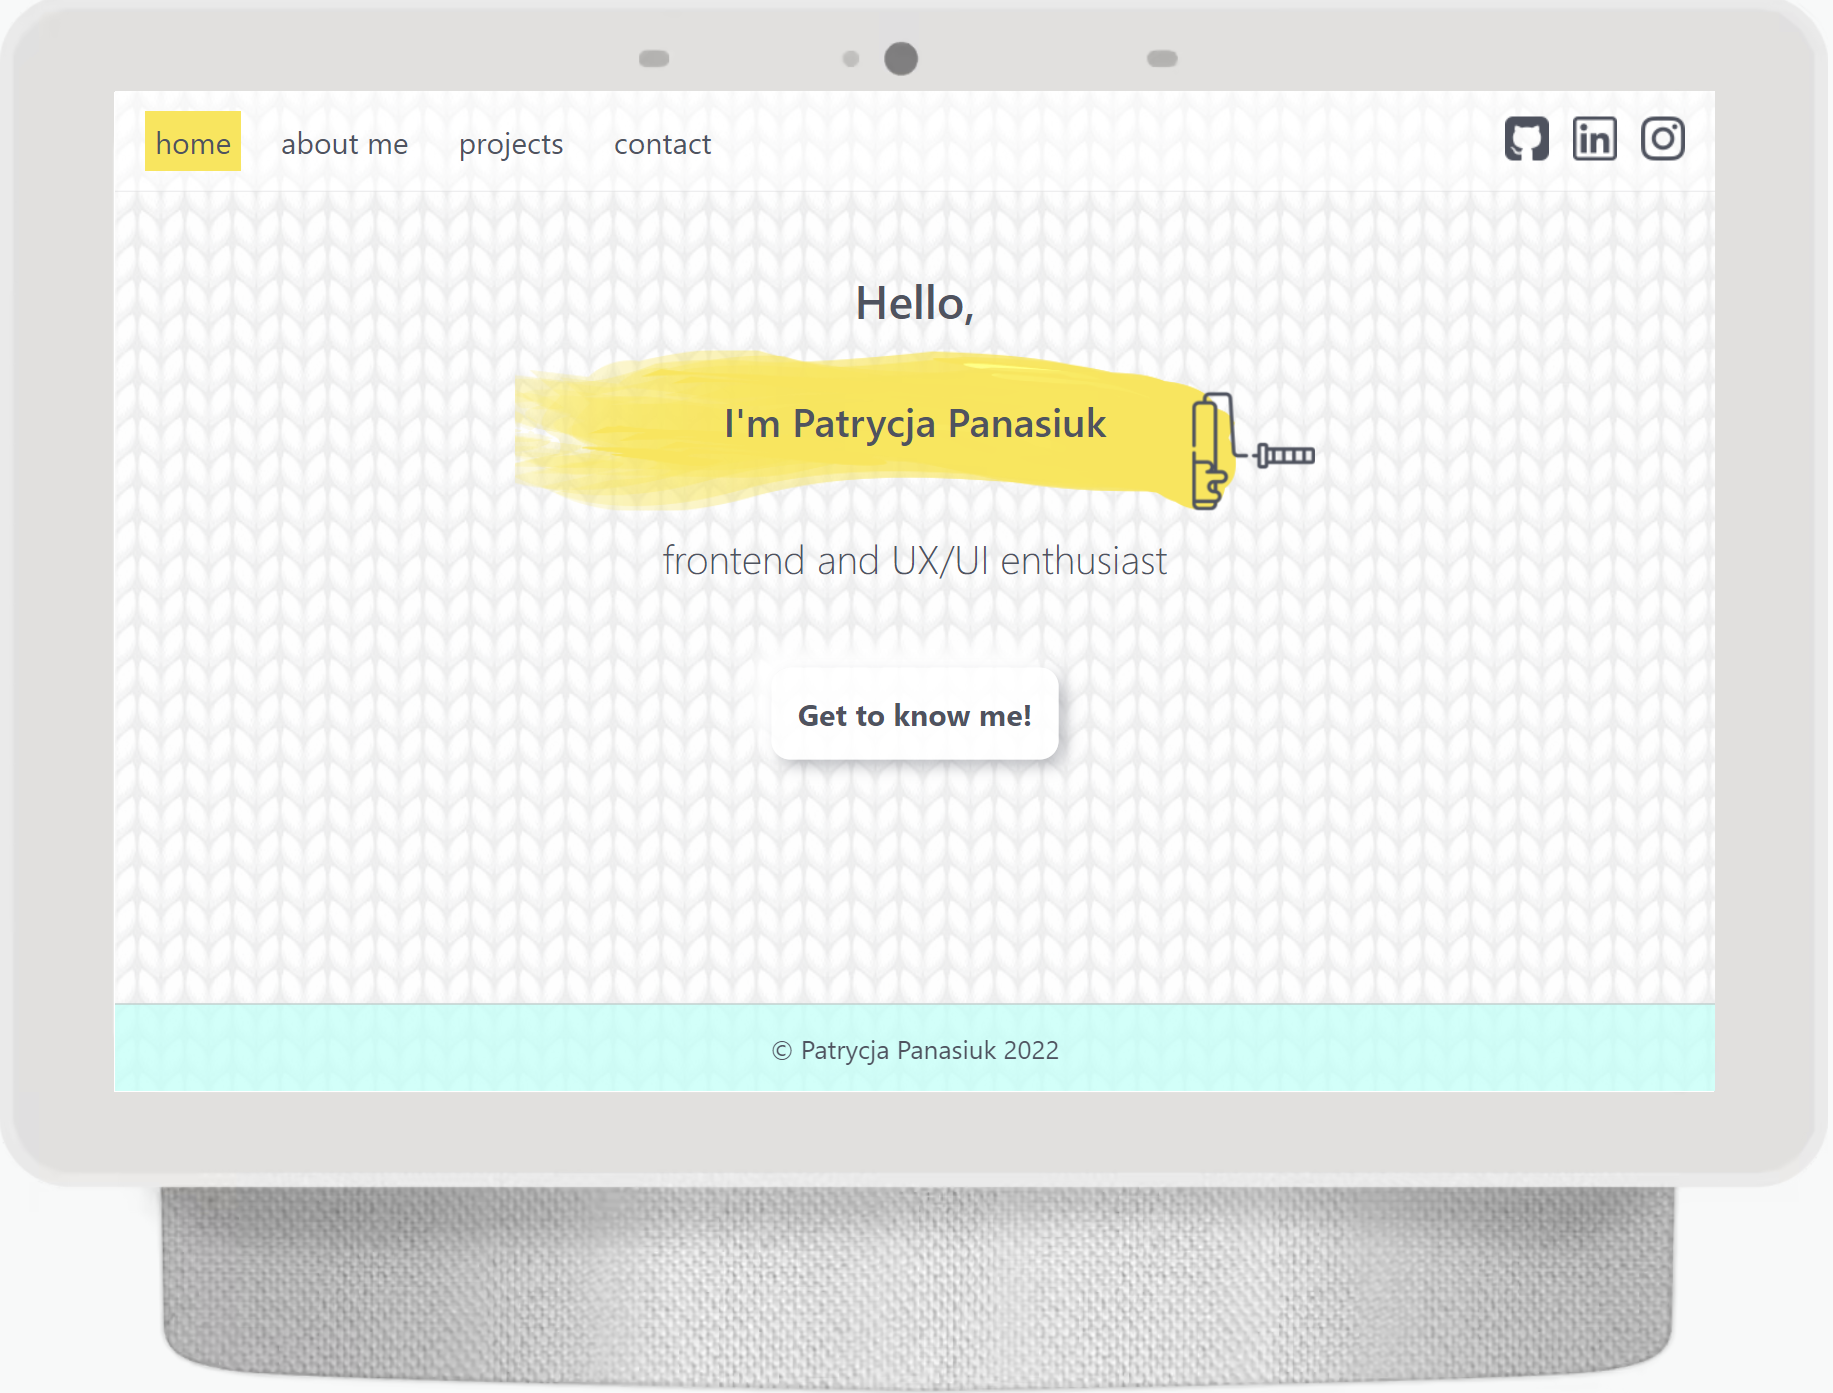 home about me projects contact
in
Hello,
I'm Patrycja Panasiuk
frontend and UX/UI enthusiast
Get to know me!
© Patrycja Panasiuk 2022